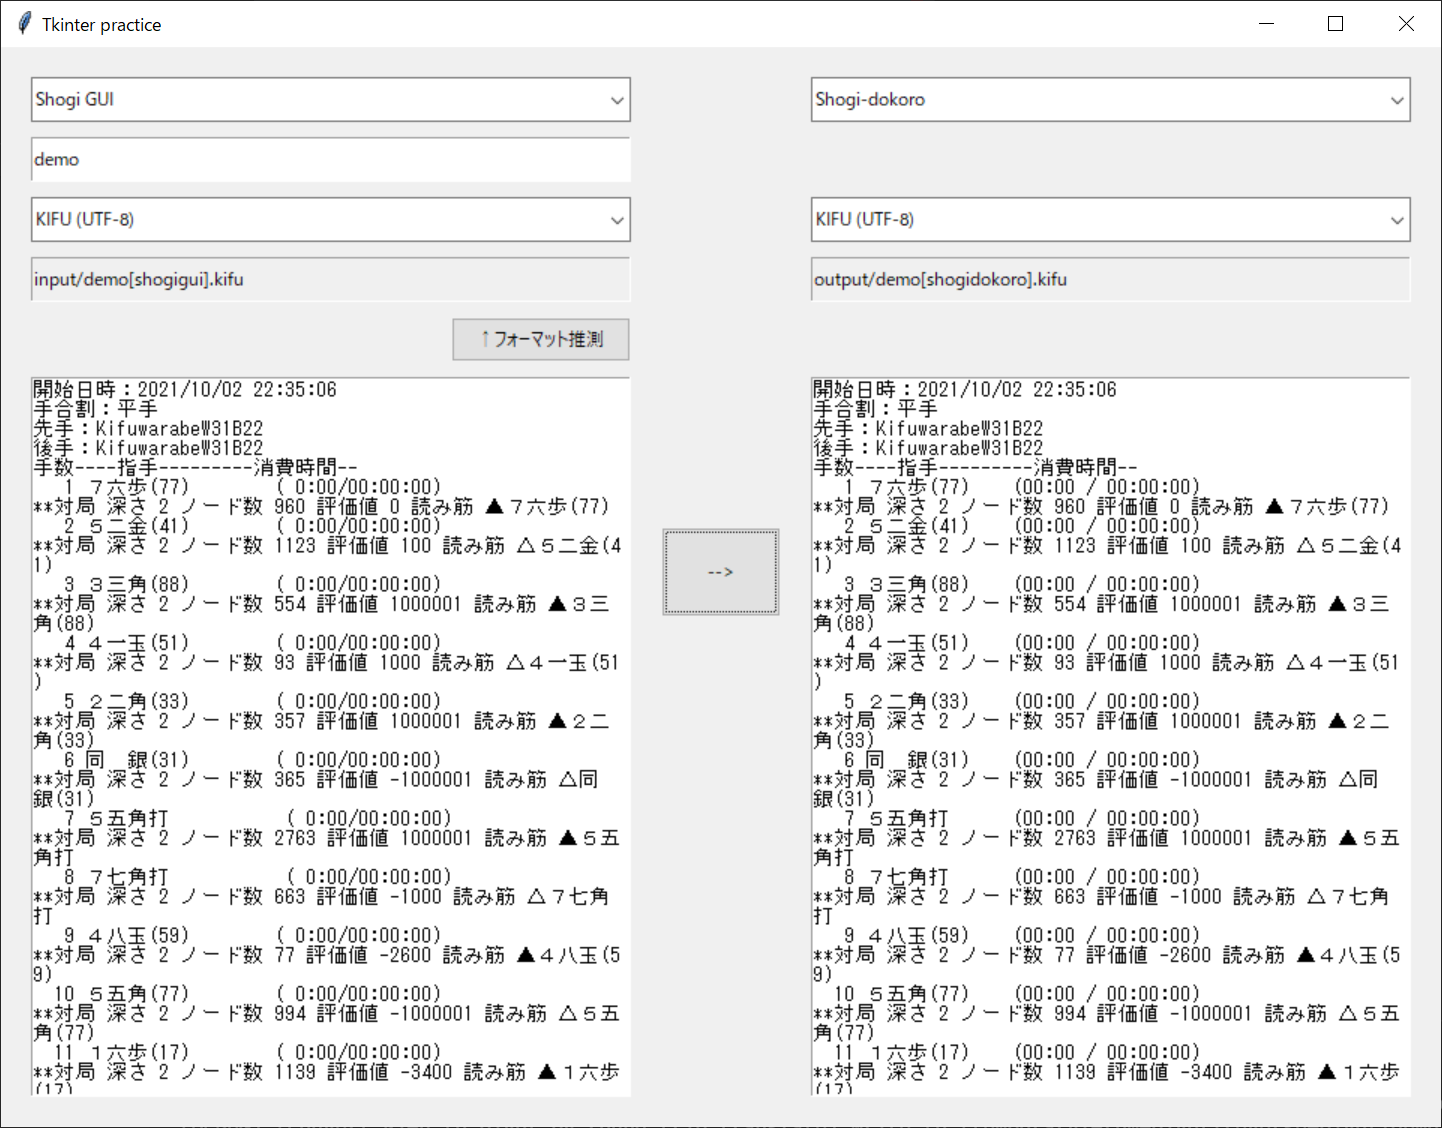 Tkinter practice
Shogi GUI
demo
KIFU (UTF-8)
input/demo[shogigui].kifu
↑フォーマット推測
開始日時：2021/10/02 22:35:06
手合割：平手
先手：KifuwarabeW31B22
後手：KifuwarabeW31B22
手数----指手---------消費時間--
1 ７六歩(77) ( 0:00/00:00:00)
**対局 深さ 2 ノード数 960 評価値 0 読み筋 ▲７六歩(77)
2 ５二金(41) ( 0:00/00:00:00)
**対局 深さ 2 ノード数 1123 評価値 100 読み筋 △５二金(4
1)
3 ３三角(88) ( 0:00/00:00:00)
**対局 深さ 2 ノード数 554 評価値 1000001 読み筋 ▲３三
角(88)
4 ４一玉(51) ( 0:00/00:00:00)
**対局 深さ 2 ノード数 93 評価値 1000 読み筋 △４一玉(51
)
5 ２二角(33) ( 0:00/00:00:00)
**対局 深さ 2 ノード数 357 評価値 1000001 読み筋 ▲２二
角(33)
6 同　銀(31) ( 0:00/00:00:00)
**対局 深さ 2 ノード数 365 評価値 -1000001 読み筋 △同
銀(31)
7 ５五角打 ( 0:00/00:00:00)
**対局 深さ 2 ノード数 2763 評価値 1000001 読み筋 ▲５五
角打
8 ７七角打 ( 0:00/00:00:00)
**対局 深さ 2 ノード数 663 評価値 -1000 読み筋 △７七角
打
9 ４八玉(59) ( 0:00/00:00:00)
**対局 深さ 2 ノード数 77 評価値 -2600 読み筋 ▲４八玉(5
9)
10 ５五角(77) ( 0:00/00:00:00)
**対局 深さ 2 ノード数 994 評価値 -1000001 読み筋 △５五
角(77)
11 １六歩(17) ( 0:00/00:00:00)
**対局 深さ 2 ノード数 1139 評価値 -3400 読み筋 ▲１六歩
(17)
-->
Shogi-dokoro
KIFU (UTF-8)
output/demo[shogidokoro].kifu
開始日時：2021/10/02 22:35:06
手合割：平手
先手：KifuwarabeW31B22
後手：KifuwarabeW31B22
手数----指手---------消費時間--
1 ７六歩(77) (00:00 / 00:00:00)
**対局 深さ 2 ノード数 960 評価値 0 読み筋 ▲７六歩(77)
2 ５二金(41) (00:00 / 00:00:00)
**対局 深さ 2 ノード数 1123 評価値 100 読み筋 △５二金(4
1)
3 ３三角(88) (00:00 / 00:00:00)
**対局 深さ 2 ノード数 554 評価値 1000001 読み筋 ▲３三
角(88)
4 ４一玉(51) (00:00 / 00:00:00)
**対局 深さ 2 ノード数 93 評価値 1000 読み筋 △４一玉(51
)
5 ２二角(33) (00:00 / 00:00:00)
**対局 深さ 2 ノード数 357 評価値 1000001 読み筋 ▲２二
角(33)
6 同　銀(31) (00:00 / 00:00:00)
**対局 深さ 2 ノード数 365 評価値 -1000001 読み筋 △同
銀(31)
7 ５五角打 (00:00 / 00:00:00)
**対局 深さ 2 ノード数 2763 評価値 1000001 読み筋 ▲５五
角打
8 ７七角打 (00:00 / 00:00:00)
**対局 深さ 2 ノード数 663 評価値 -1000 読み筋 △７七角
打
9 ４八玉(59) (00:00 / 00:00:00)
**対局 深さ 2 ノード数 77 評価値 -2600 読み筋 ▲４八玉(5
9)
10 ５五角(77) (00:00 / 00:00:00)
**対局 深さ 2 ノード数 994 評価値 -1000001 読み筋 △５五
角(77)
11 １六歩(17) (00:00 / 00:00:00)
**対局 深さ 2 ノード数 1139 評価値 -3400 読み筋 ▲１六歩
(17)